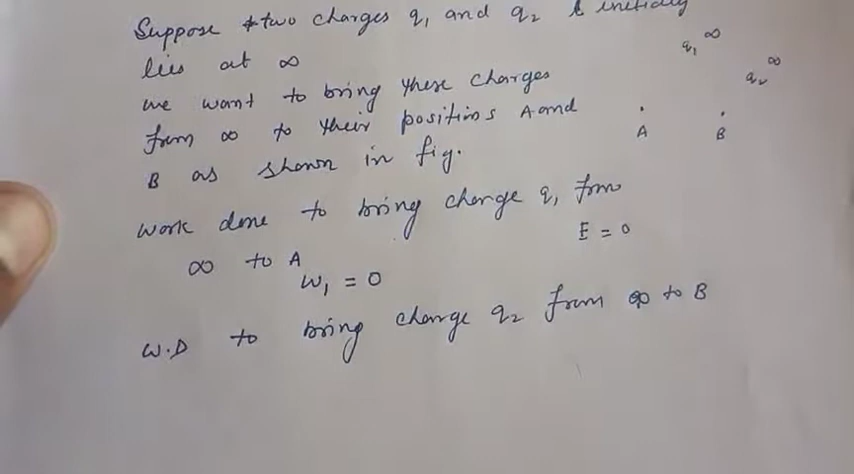 Suppose two charges q₁ and q₂ initially
lies at ∞
we want to bring these charges
from ∞ to their positions A and
B as shown in fig.
q₁ ∞
q₂ ∞
A
B
work done to bring charge q₁ from
∞ to A
E = 0
W₁ = 0
W.D to bring charge q₂ from ∞ to B